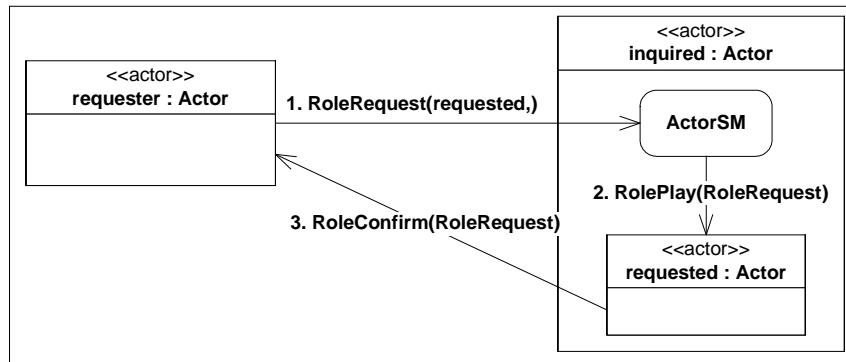 <<actor>>
requester : Actor
1. RoleRequest(requested,)
<<actor>>
inquired : Actor
ActorSM
2. RolePlay(RoleRequest)
3. RoleConfirm(RoleRequest)
<<actor>>
requested : Actor